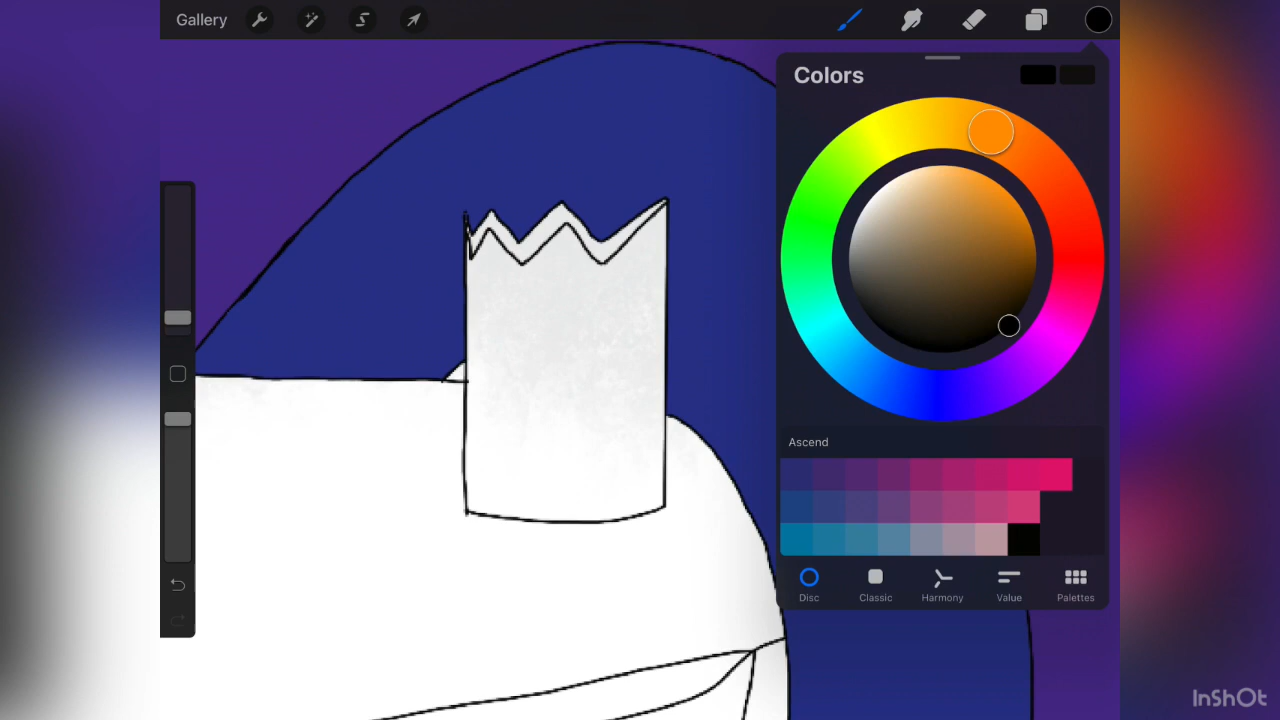 Gallery
Colors
Ascend
Disc
Classic
Harmony
Value
Palettes
InShOt